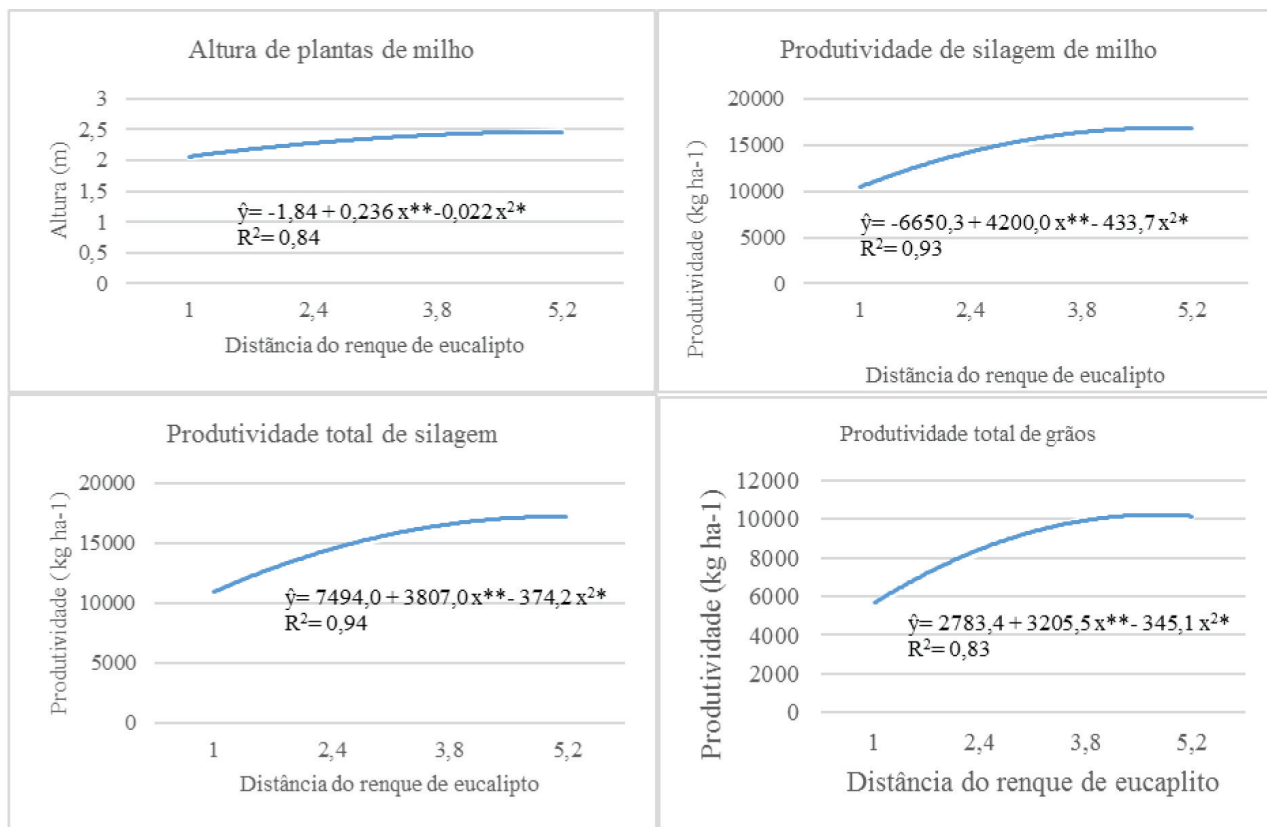 Altura de plantas de milho
3
2,5
2
1,5
1
0,5
0
Altura (m)
ŷ= -1,84 + 0,236 x**-0,022 x²*
R²= 0,84
1 2,4 3,8 5,2
Distância do renque de eucalipto
Produtividade de silagem de milho
20000
15000
10000
5000
0
Produtividade (kg ha-1)
ŷ= -6650,3 + 4200,0 x**- 433,7 x²*
R²= 0,93
1 2,4 3,8 5,2
Distância do renque de eucalipto
Produtividade total de silagem
20000
15000
10000
5000
0
Produtividade ( kg ha-1)
ŷ= 7494,0 + 3807,0 x**- 374,2 x²*
R²= 0,94
1 2,4 3,8 5,2
Distância do renque de eucalipto
Produtividade total de grãos
12000
10000
8000
6000
4000
2000
0
Produtividade (kg ha-1)
ŷ= 2783,4 + 3205,5 x**- 345,1 x²*
R²= 0,83
1 2,4 3,8 5,2
Distância do renque de eucaplito